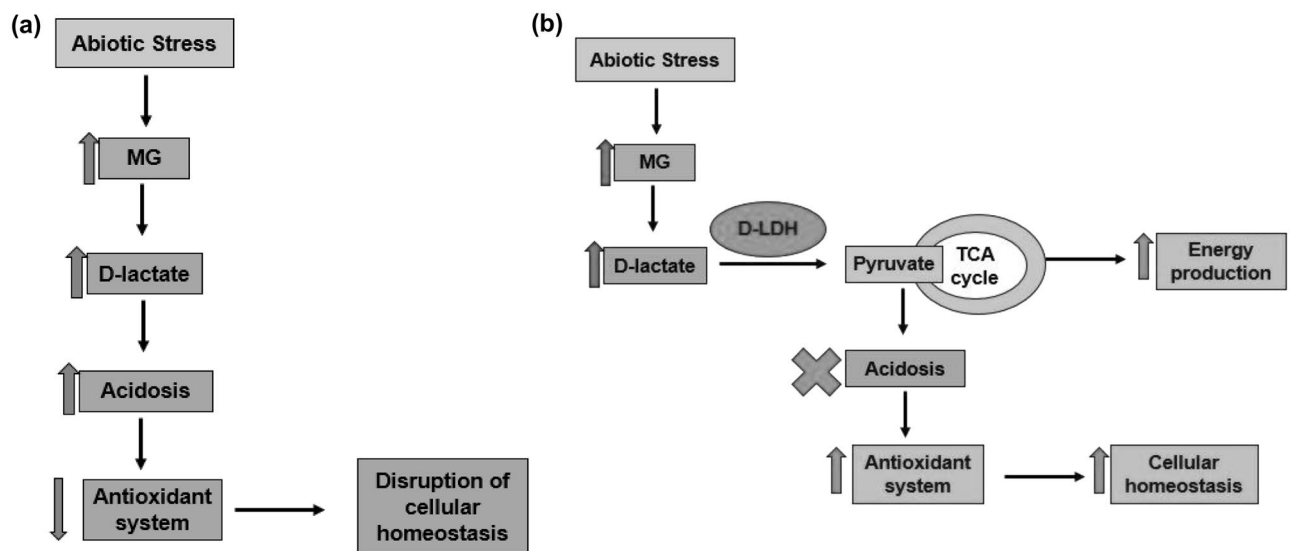 (a)
Abiotic Stress
MG
D-lactate
Acidosis
Antioxidant
system
Disruption of
cellular
homeostasis
(b)
Abiotic Stress
MG
D-lactate
D-LDH
Pyruvate
TCA
cycle
Energy
production
Acidosis
Antioxidant
system
Cellular
homeostasis